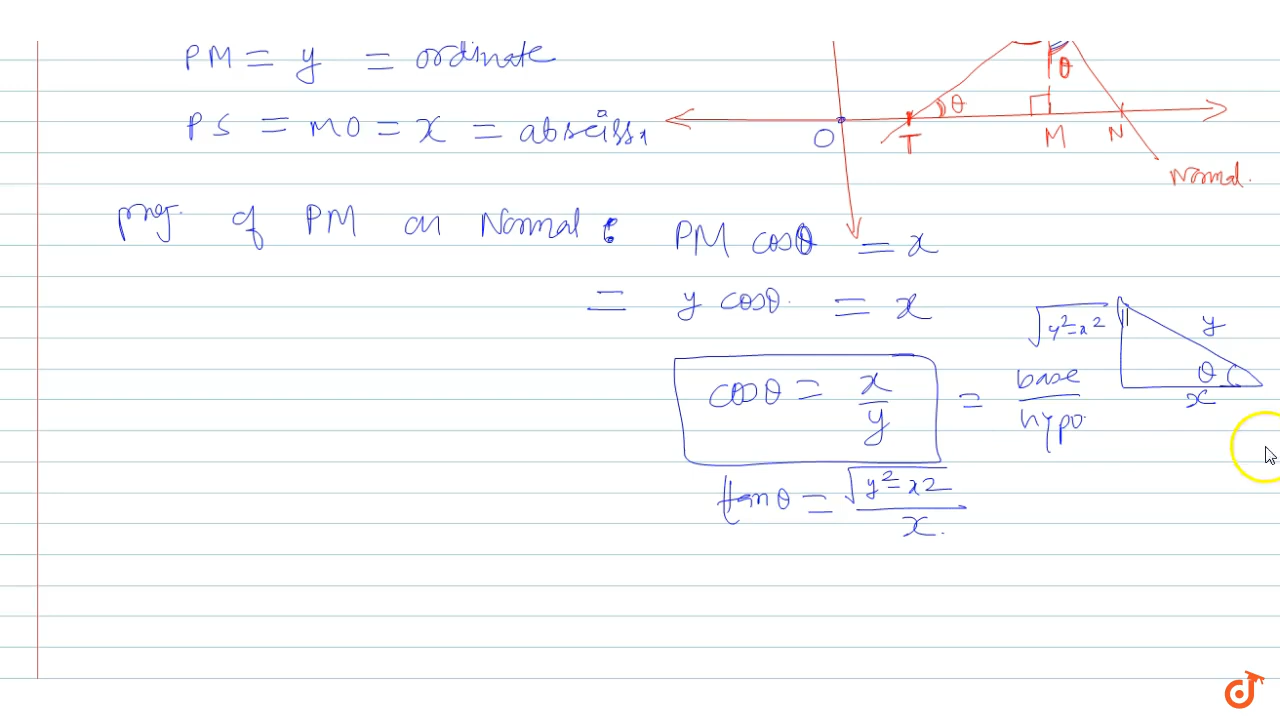 PM = y = ordinate
PS = MO = x = abscissa
θ
θ
O T M N
Normal.
proj. of PM on Normal : PM cosθ = x
= y cosθ. = x
√y²-x² y
θ
x
cosθ = x/y = base/hypo.
tanθ = √y²-x2/x.